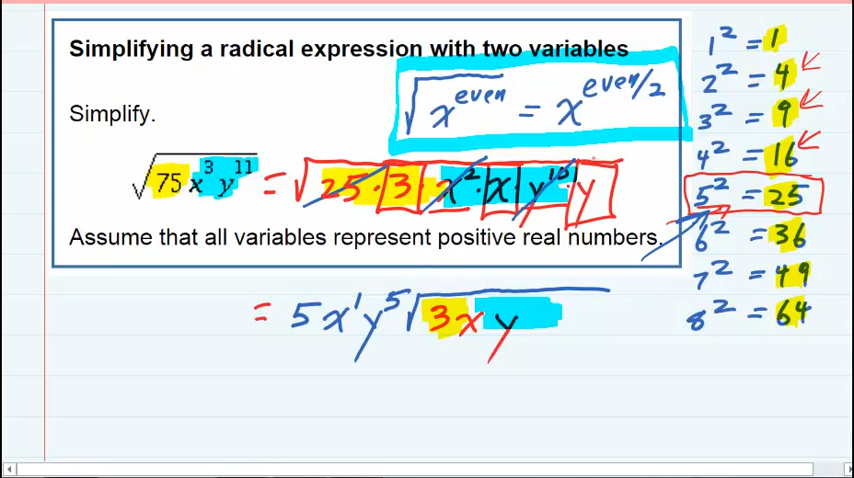 Simplifying a radical expression with two variables
√x^even = x^even/2
Simplify.
√75x³y¹¹ = √25·3·x²·x·y¹⁰·y
Assume that all variables represent positive real numbers.
= 5x¹y⁵√3xy
1² = 1
2² = 4
3² = 9
4² = 16
5² = 25
6² = 36
7² = 49
8² = 64